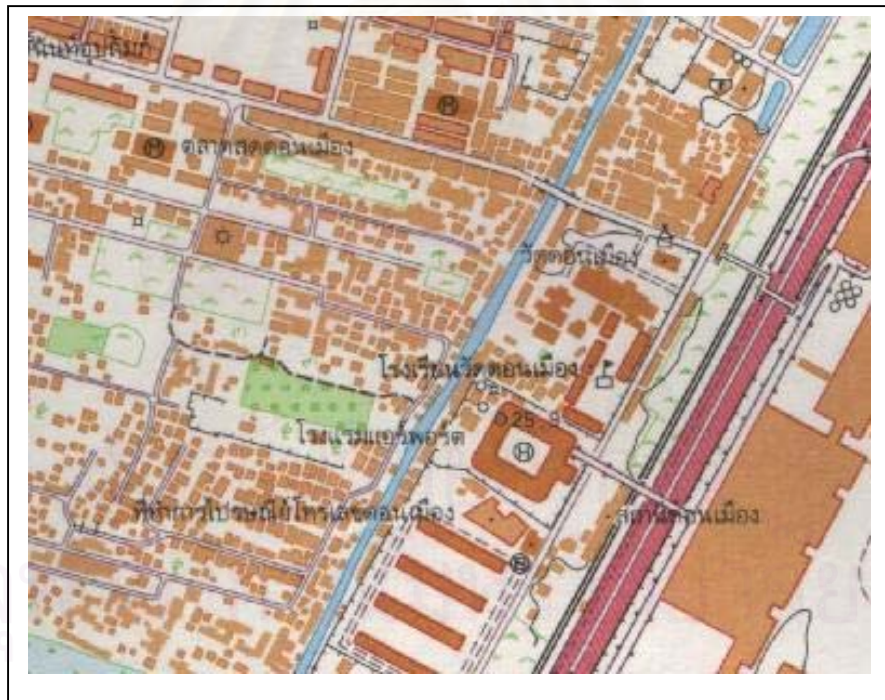 ตลาดสดดอนเมือง
วัดดอนเมือง
โรงเรียนวัดดอนเมือง
25 9
โรงแรมแอร์พอร์ต
ที่ทำการไปรษณีย์โทรเลขดอนเมือง
สถานีดอนเมือง